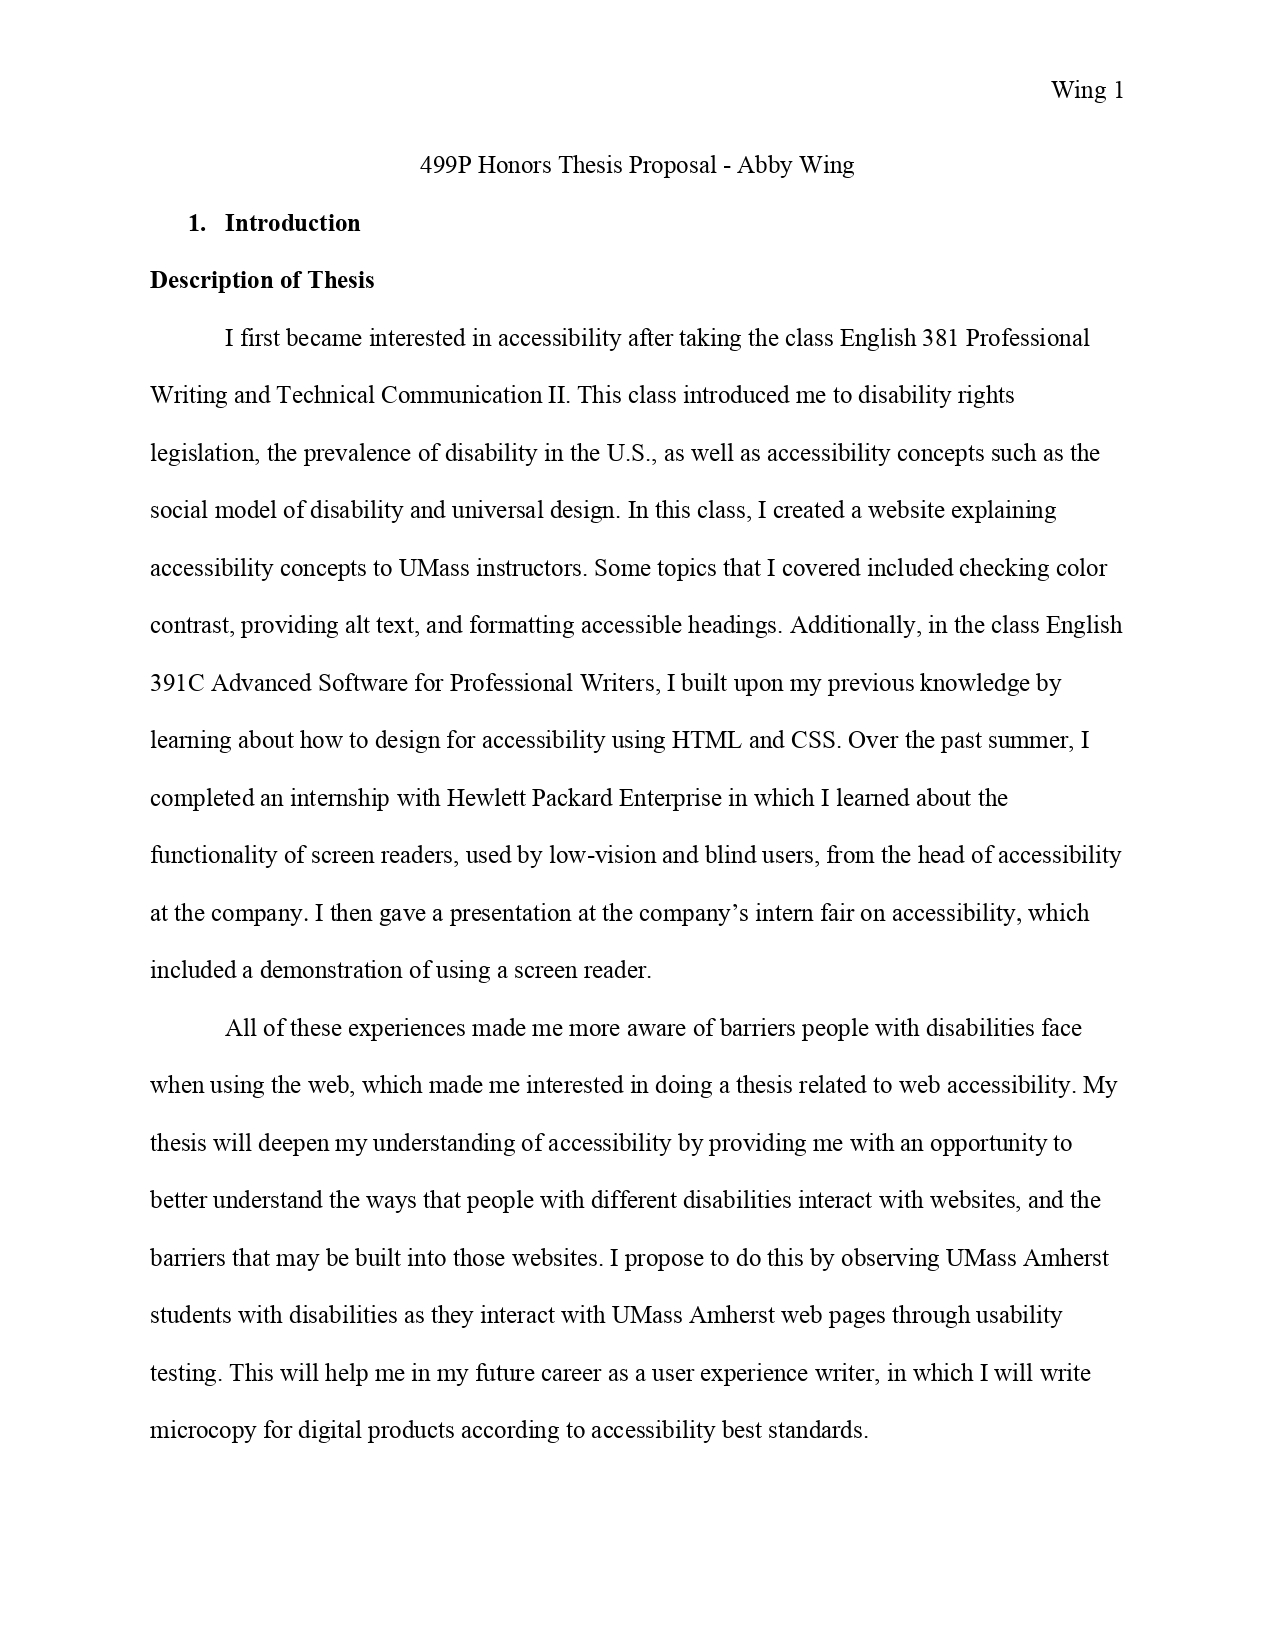 Wing 1
499P Honors Thesis Proposal - Abby Wing
1. Introduction
Description of Thesis
I first became interested in accessibility after taking the class English 381 Professional
Writing and Technical Communication II. This class introduced me to disability rights
legislation, the prevalence of disability in the U.S., as well as accessibility concepts such as the
social model of disability and universal design. In this class, I created a website explaining
accessibility concepts to UMass instructors. Some topics that I covered included checking color
contrast, providing alt text, and formatting accessible headings. Additionally, in the class English
391C Advanced Software for Professional Writers, I built upon my previous knowledge by
learning about how to design for accessibility using HTML and CSS. Over the past summer, I
completed an internship with Hewlett Packard Enterprise in which I learned about the
functionality of screen readers, used by low-vision and blind users, from the head of accessibility
at the company. I then gave a presentation at the company’s intern fair on accessibility, which
included a demonstration of using a screen reader.
All of these experiences made me more aware of barriers people with disabilities face
when using the web, which made me interested in doing a thesis related to web accessibility. My
thesis will deepen my understanding of accessibility by providing me with an opportunity to
better understand the ways that people with different disabilities interact with websites, and the
barriers that may be built into those websites. I propose to do this by observing UMass Amherst
students with disabilities as they interact with UMass Amherst web pages through usability
testing. This will help me in my future career as a user experience writer, in which I will write
microcopy for digital products according to accessibility best standards.